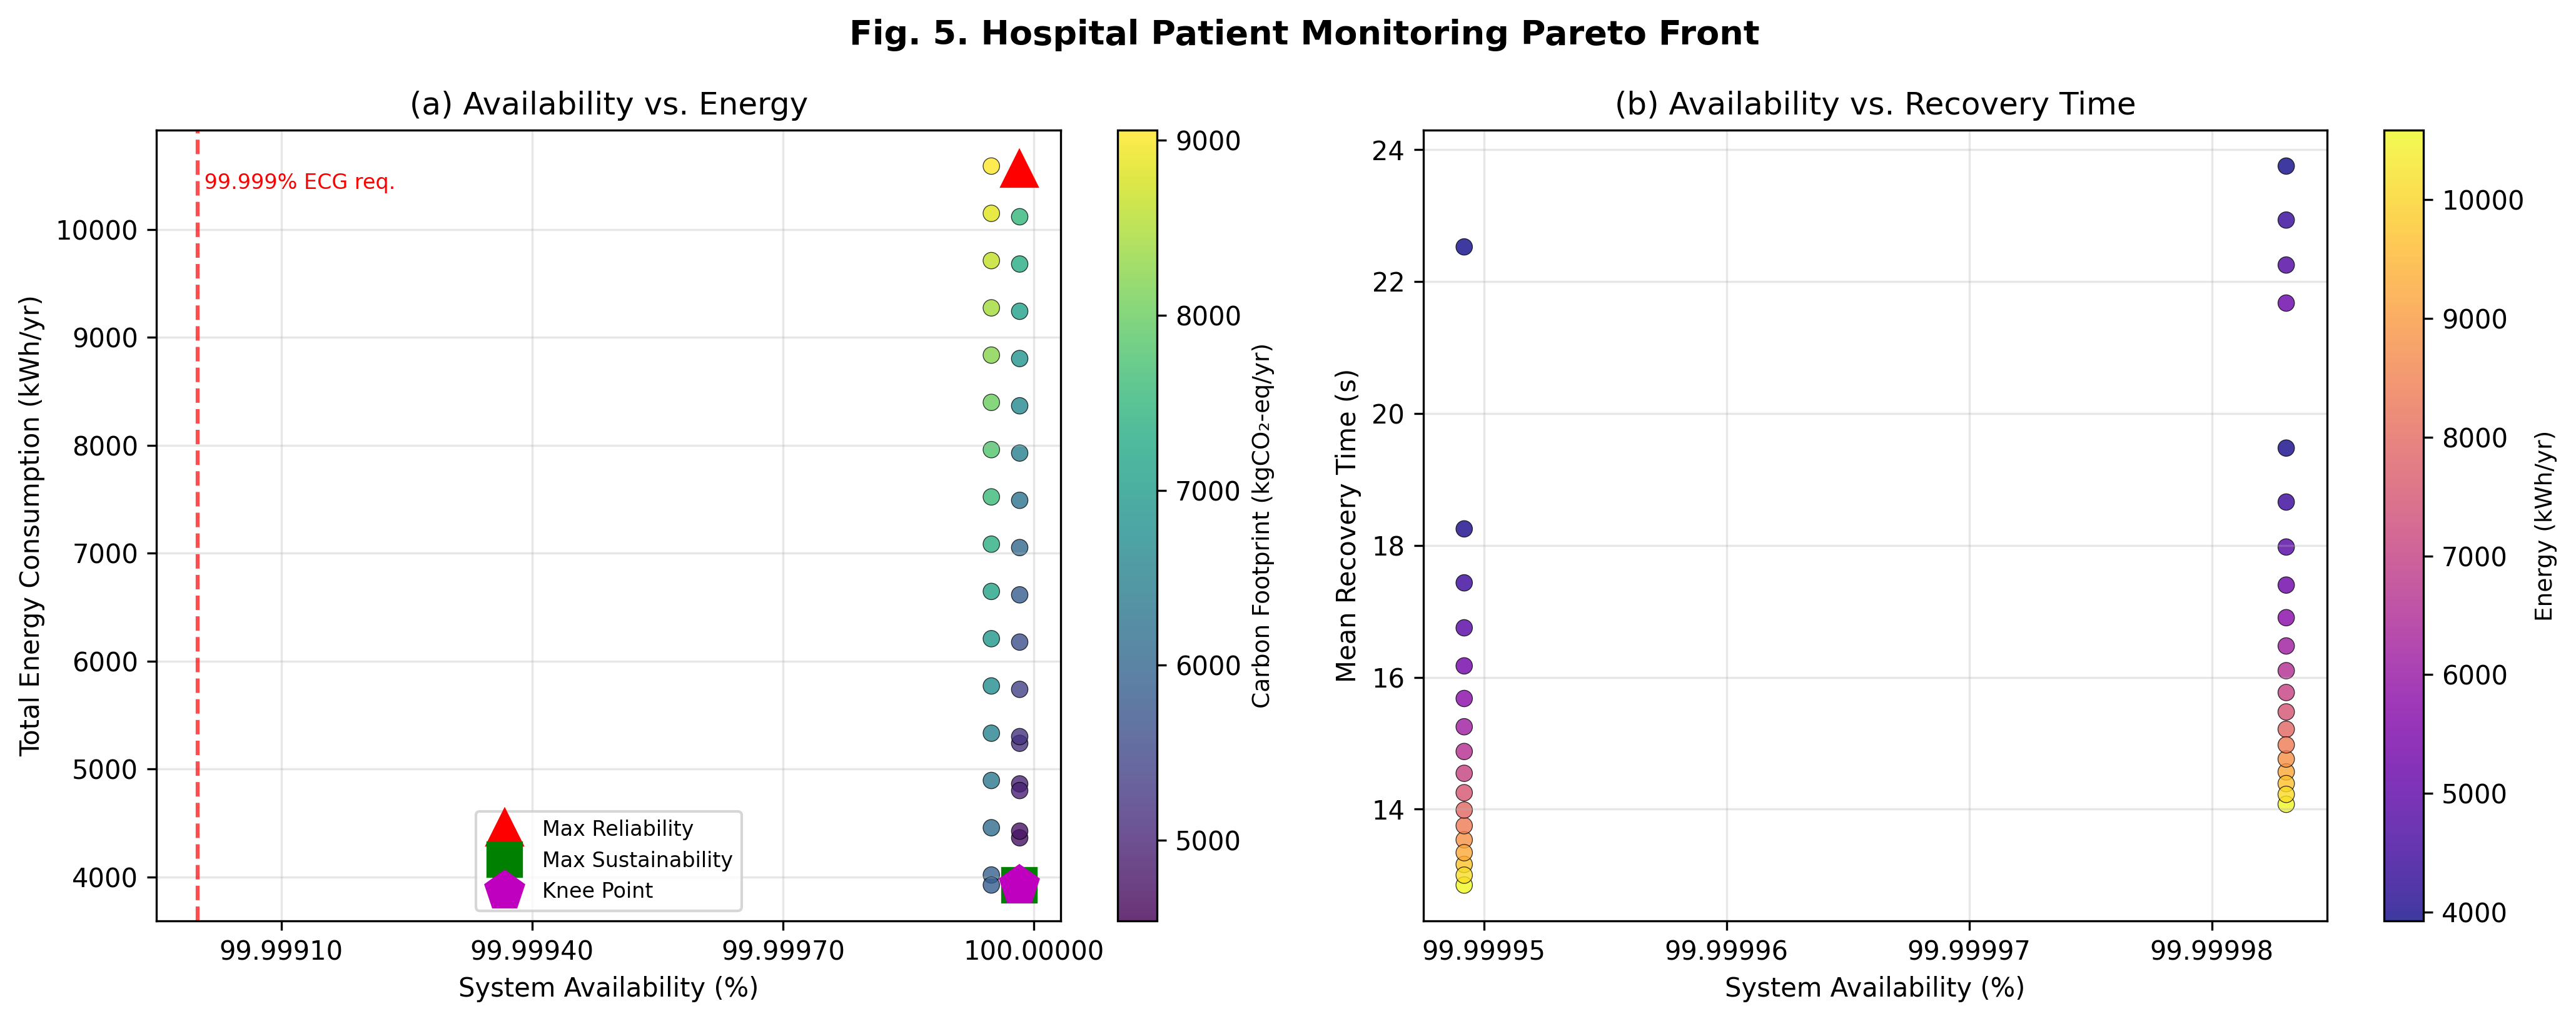 Fig. 5. Hospital Patient Monitoring Pareto Front
(a) Availability vs. Energy
Total Energy Consumption (kWh/yr)
10000
9000
8000
7000
6000
5000
4000
99.999% ECG req.
Max Reliability
Max Sustainability
Knee Point
99.99910
99.99940
99.99970
100.00000
System Availability (%)
9000
8000
7000
6000
5000
Carbon Footprint (kgCO₂-eq/yr)
(b) Availability vs. Recovery Time
Mean Recovery Time (s)
24
22
20
18
16
14
99.99995
99.99996
99.99997
99.99998
System Availability (%)
10000
9000
8000
7000
6000
5000
4000
Energy (kWh/yr)